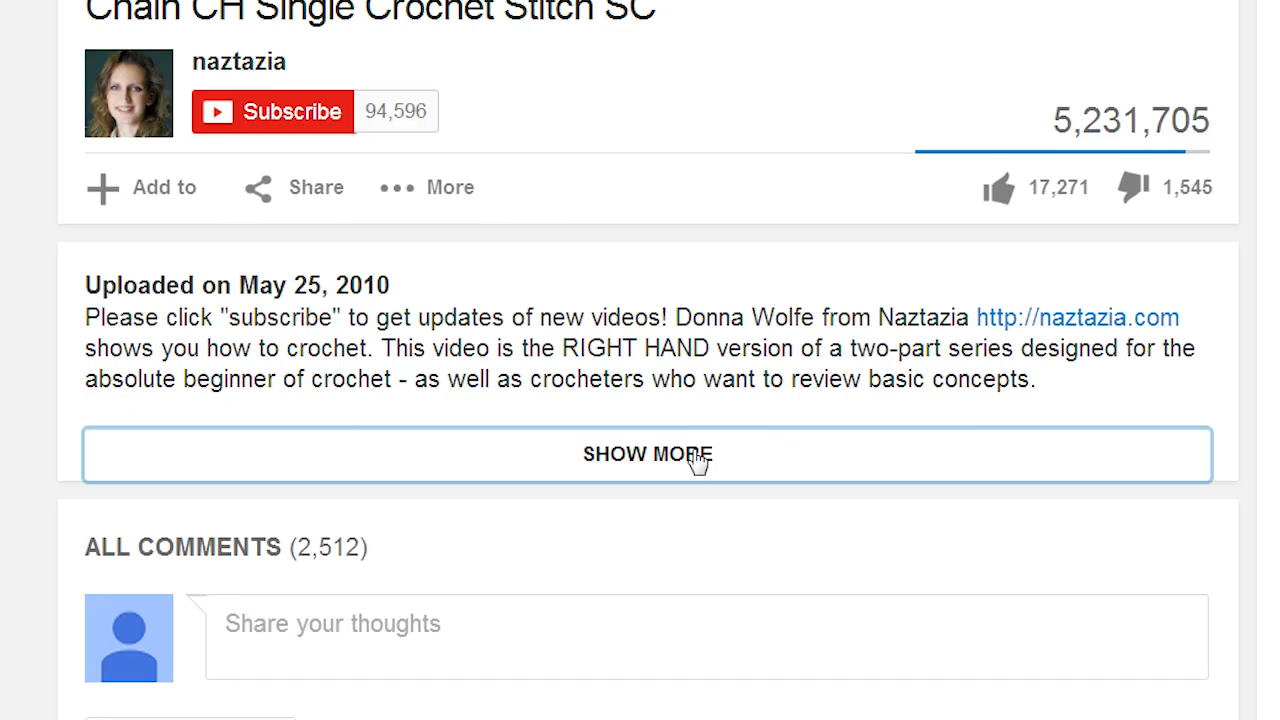 Chain CH Single Crochet Stitch SC
naztazia
Subscribe 94,596
5,231,705
Add to Share More 17,271 1,545
Uploaded on May 25, 2010
Please click "subscribe" to get updates of new videos! Donna Wolfe from Naztazia http://naztazia.com
shows you how to crochet. This video is the RIGHT HAND version of a two-part series designed for the
absolute beginner of crochet - as well as crocheters who want to review basic concepts.
SHOW MORE
ALL COMMENTS (2,512)
Share your thoughts